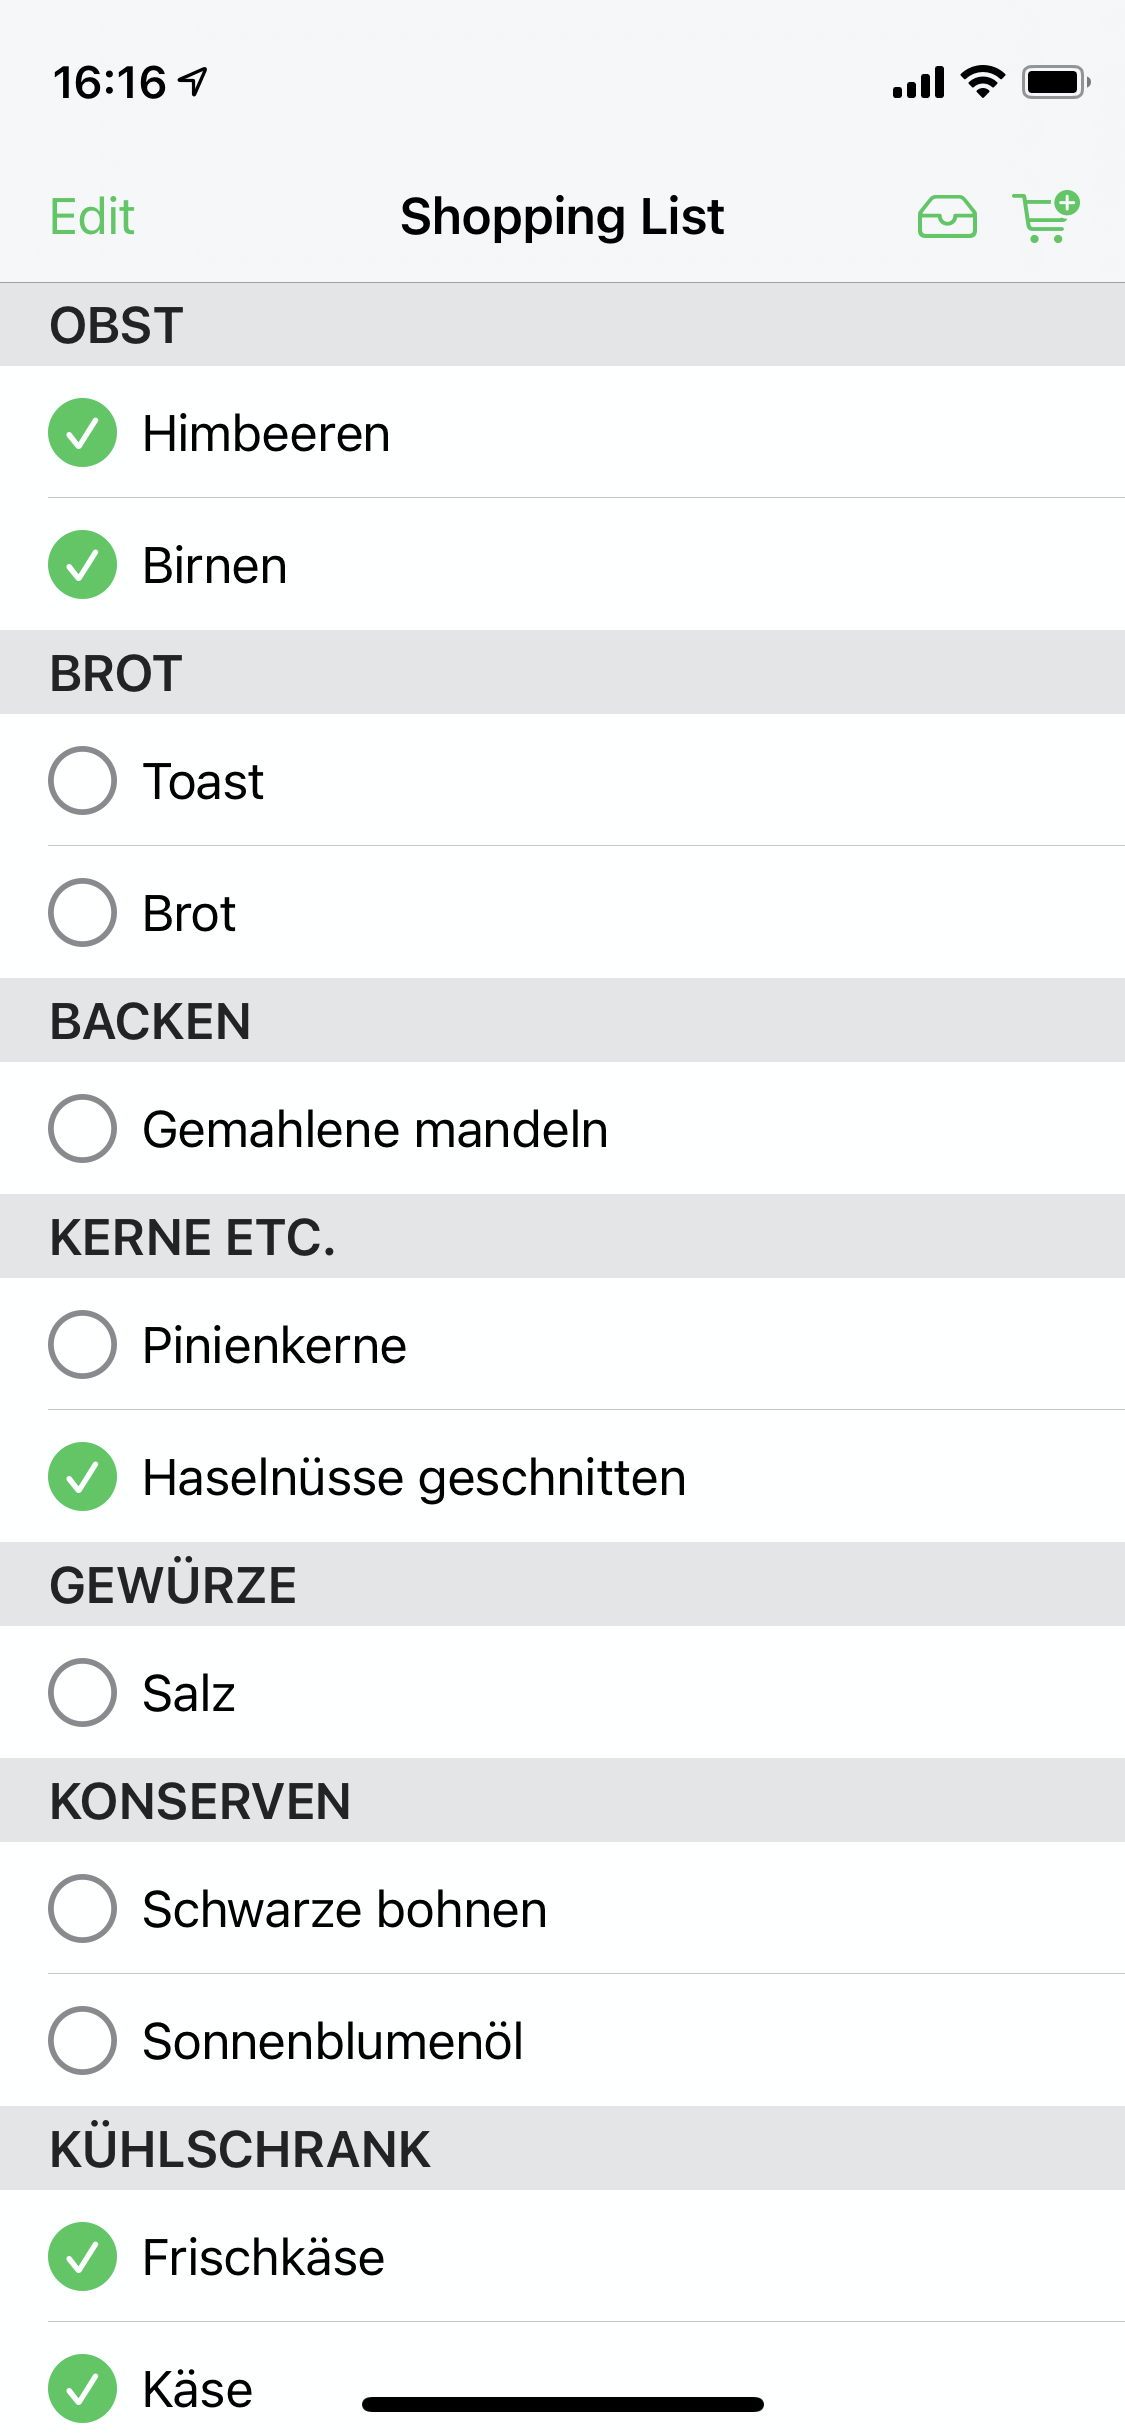 16:16
Edit
Shopping List
OBST
Himbeeren
Birnen
BROT
Toast
Brot
BACKEN
Gemahlene mandeln
KERNE ETC.
Pinienkerne
Haselnüsse geschnitten
GEWÜRZE
Salz
KONSERVEN
Schwarze bohnen
Sonnenblumenöl
KÜHLSCHRANK
Frischkäse
Käse